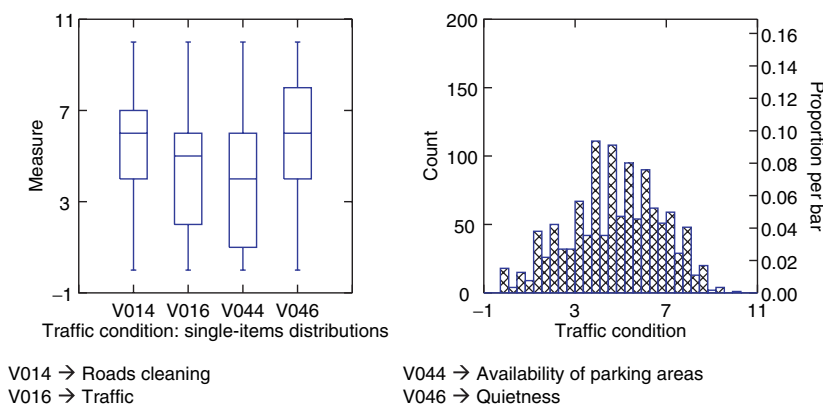 11
7
3
−1
Measure
V014 V016 V044 V046
Traffic condition: single-items distributions
200
150
100
50
0
Count
0.16
0.14
0.12
0.10
0.08
0.06
0.04
0.02
0.00
Proportion per bar
−1 3 7 11
Traffic condition
V014 → Roads cleaning
V016 → Traffic
V044 → Availability of parking areas
V046 → Quietness